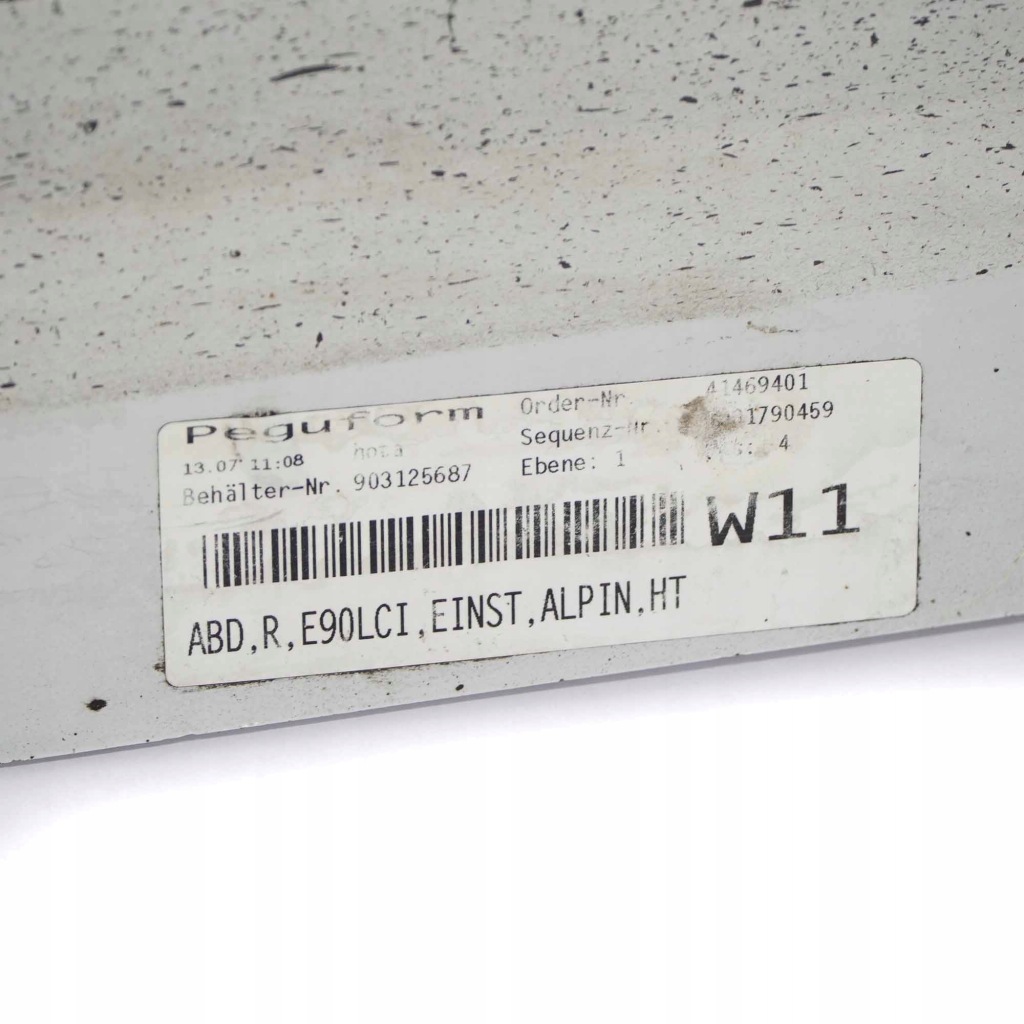 Peguform
13.07 11:08
Behälter-Nr. 903125687
Order-Nr. 41469401
Sequenz-Nr. 1790459
Ebene: 1 4
W11
ABD,R,E90LCI,EINST,ALPIN,HT